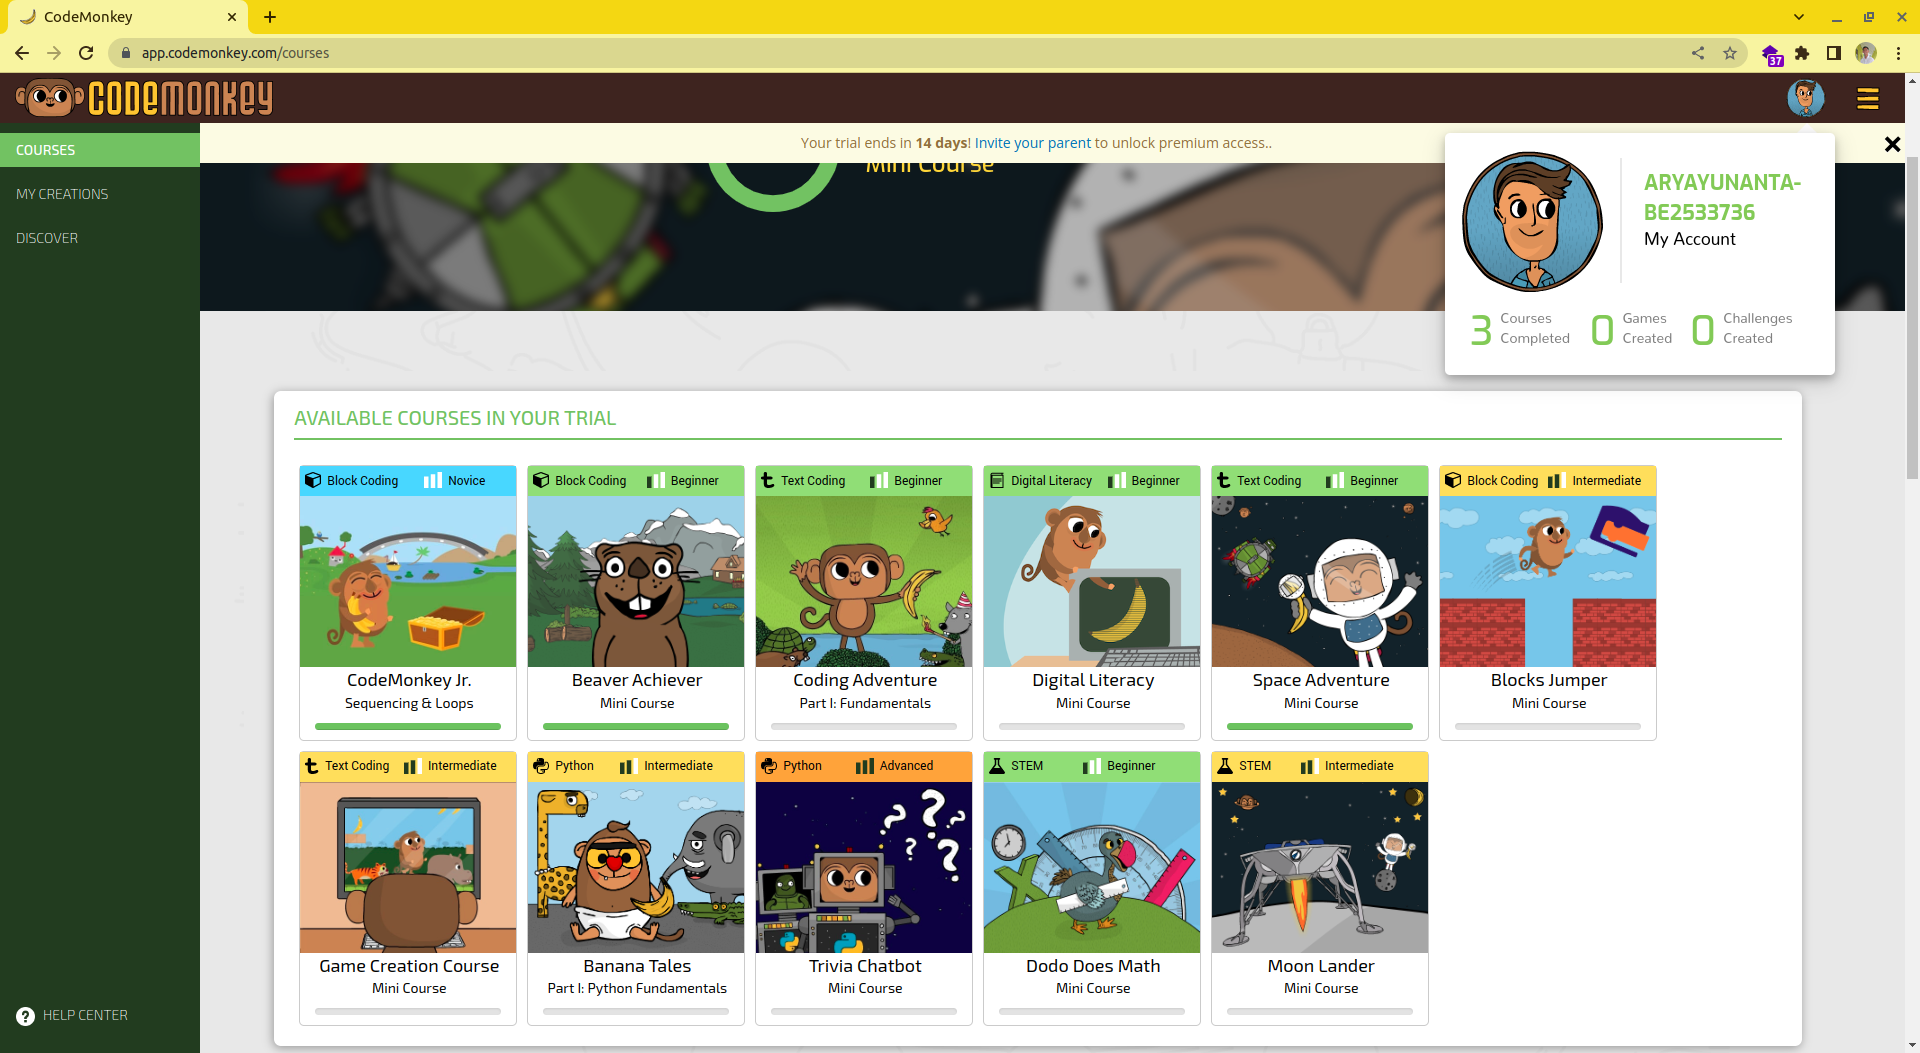 CodeMonkey
app.codemonkey.com/courses
37
CODEMONKEY
COURSES
MY CREATIONS
DISCOVER
HELP CENTER
Your trial ends in 14 days! Invite your parent to unlock premium access..
Mini Course
ARYAYUNANTA-
BE2533736
My Account
3 Courses Completed
0 Games Created
0 Challenges Created
AVAILABLE COURSES IN YOUR TRIAL
Block Coding Novice
CodeMonkey Jr.
Sequencing & Loops
Block Coding Beginner
Beaver Achiever
Mini Course
Text Coding Beginner
Coding Adventure
Part I: Fundamentals
Digital Literacy Beginner
Digital Literacy
Mini Course
Text Coding Beginner
Space Adventure
Mini Course
Block Coding Intermediate
Blocks Jumper
Mini Course
Text Coding Intermediate
Game Creation Course
Mini Course
Python Intermediate
Banana Tales
Part I: Python Fundamentals
Python Advanced
? ? ? ? ?
Trivia Chatbot
Mini Course
STEM Beginner
Dodo Does Math
Mini Course
STEM Intermediate
Moon Lander
Mini Course